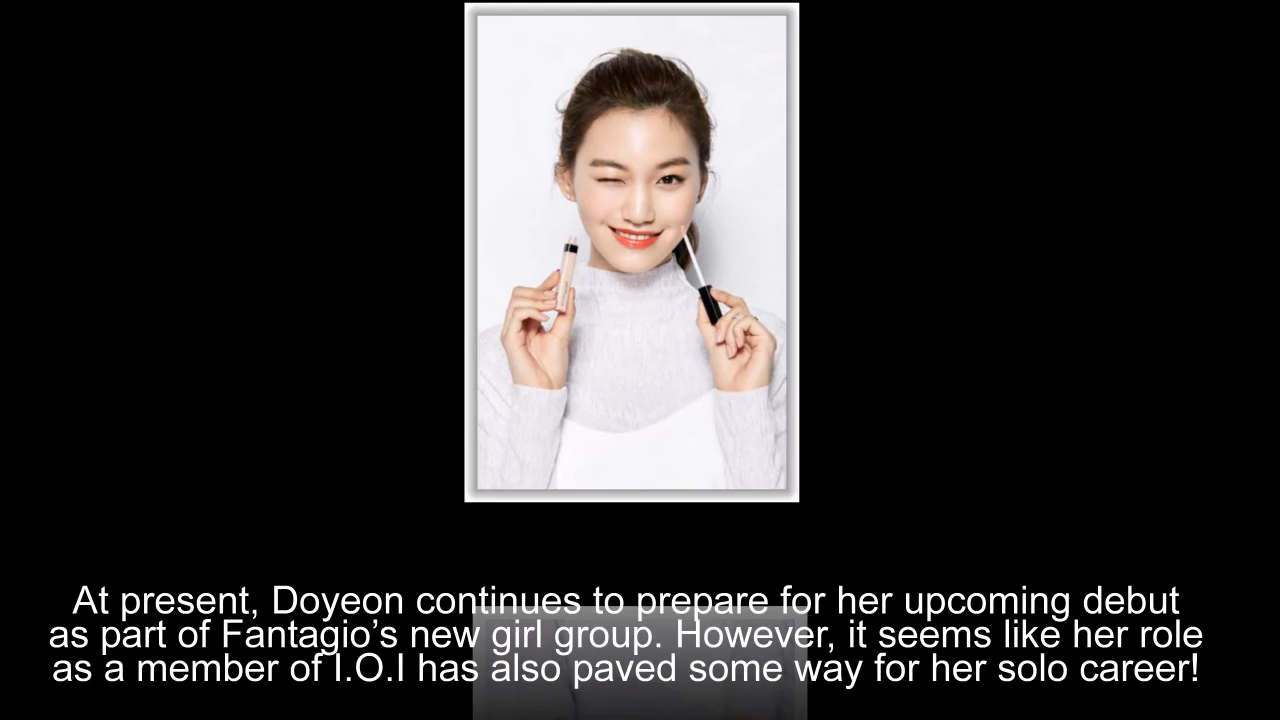 At present, Doyeon continues to prepare for her upcoming debut
as part of Fantagio’s new girl group. However, it seems like her role
as a member of I.O.I has also paved some way for her solo career!